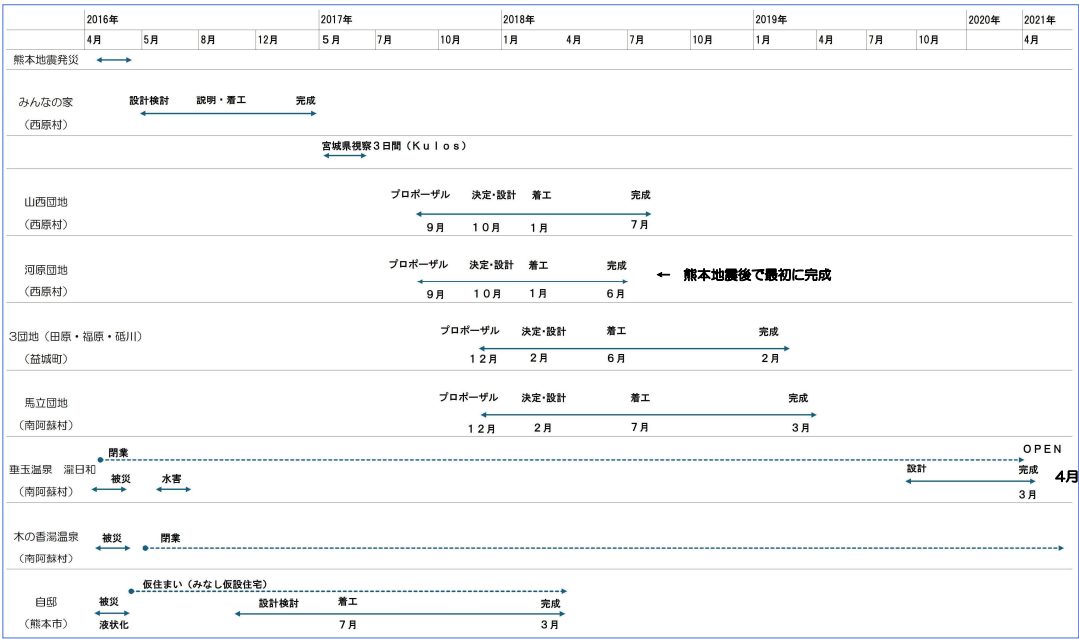 2016年 2017年 2018年 2019年 2020年 2021年
4月 5月 8月 12月 5月 7月 10月 1月 4月 7月 10月 1月 4月 7月 10月 4月
熊本地震発災
みんなの家 設計検討 説明・着工 完成
（西原村）
宮城県視察３日間（Ｋｕｌｏｓ）
山西団地 プロポーザル 決定・設計 着工 完成
（西原村） 9月 １０月 1月 7月
河原団地 プロポーザル 決定・設計 着工 完成 ← 熊本地震後で最初に完成
（西原村） 9月 １０月 1月 6月
3団地（田原・福原・砥川） プロポーザル 決定・設計 着工 完成
（益城町） １２月 2月 6月 2月
馬立団地 プロポーザル 決定・設計 着工 完成
（南阿蘇村） １２月 2月 7月 3月
閉業 ＯＰＥＮ
垂玉温泉　瀧日和 被災 水害 設計 完成 4月
（南阿蘇村） 3月
木の香湯温泉 被災 閉業
（南阿蘇村）
仮住まい（みなし仮設住宅）
自邸 被災 設計検討 着工 完成
（熊本市） 液状化 7月 3月